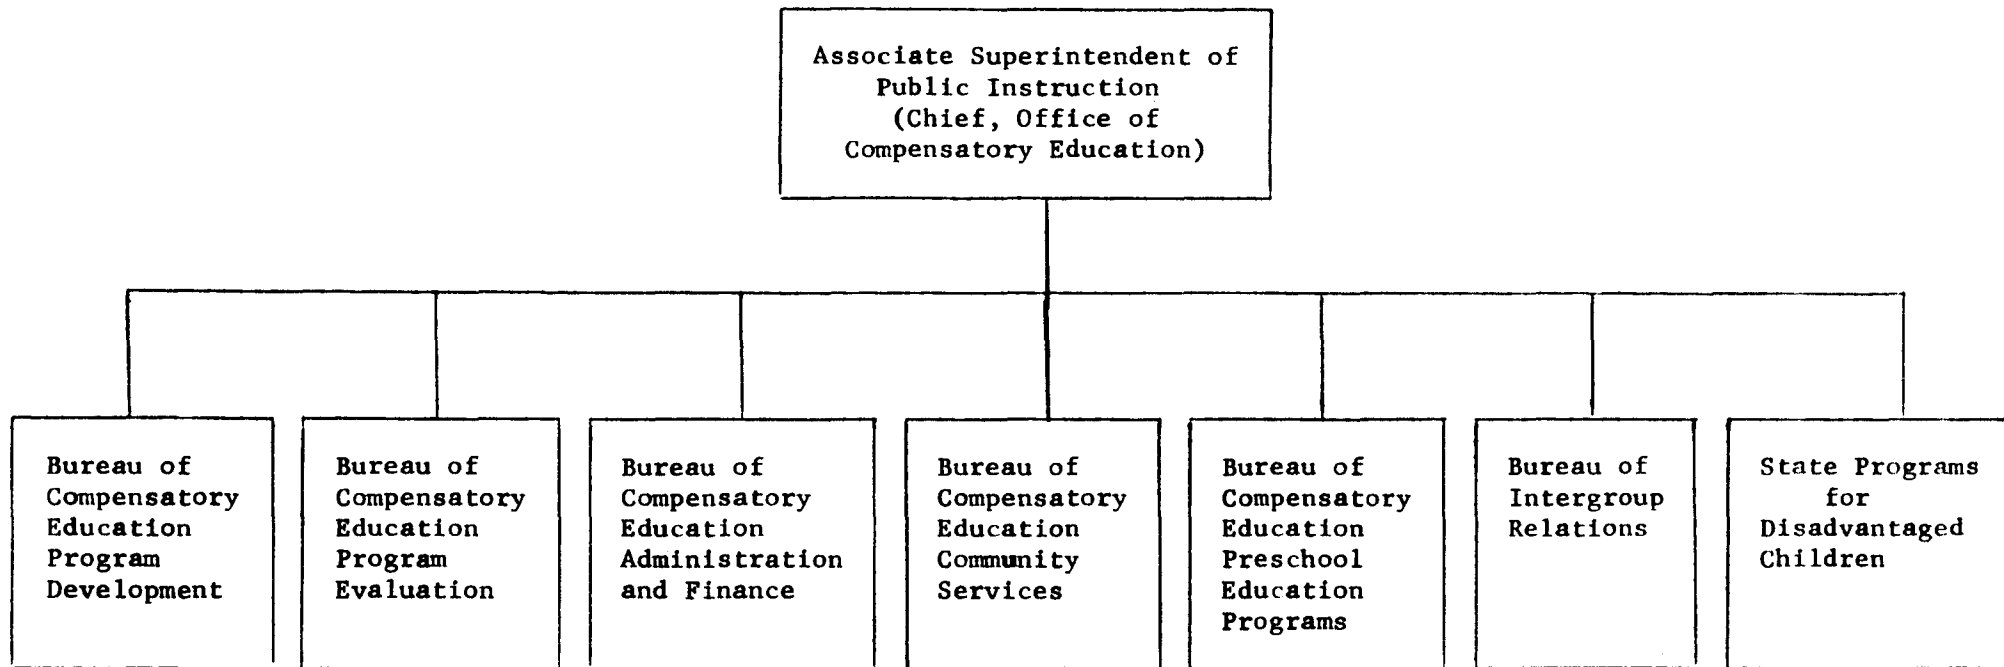 Associate Superintendent of
Public Instruction
(Chief, Office of
Compensatory Education)
Bureau of
Compensatory
Education
Program
Development
Bureau of
Compensatory
Education
Program
Evaluation
Bureau of
Compensatory
Education
Administration
and Finance
Bureau of
Compensatory
Education
Community
Services
Bureau of
Compensatory
Education
Preschool
Education
Programs
Bureau of
Intergroup
Relations
State Programs
for
Disadvantaged
Children